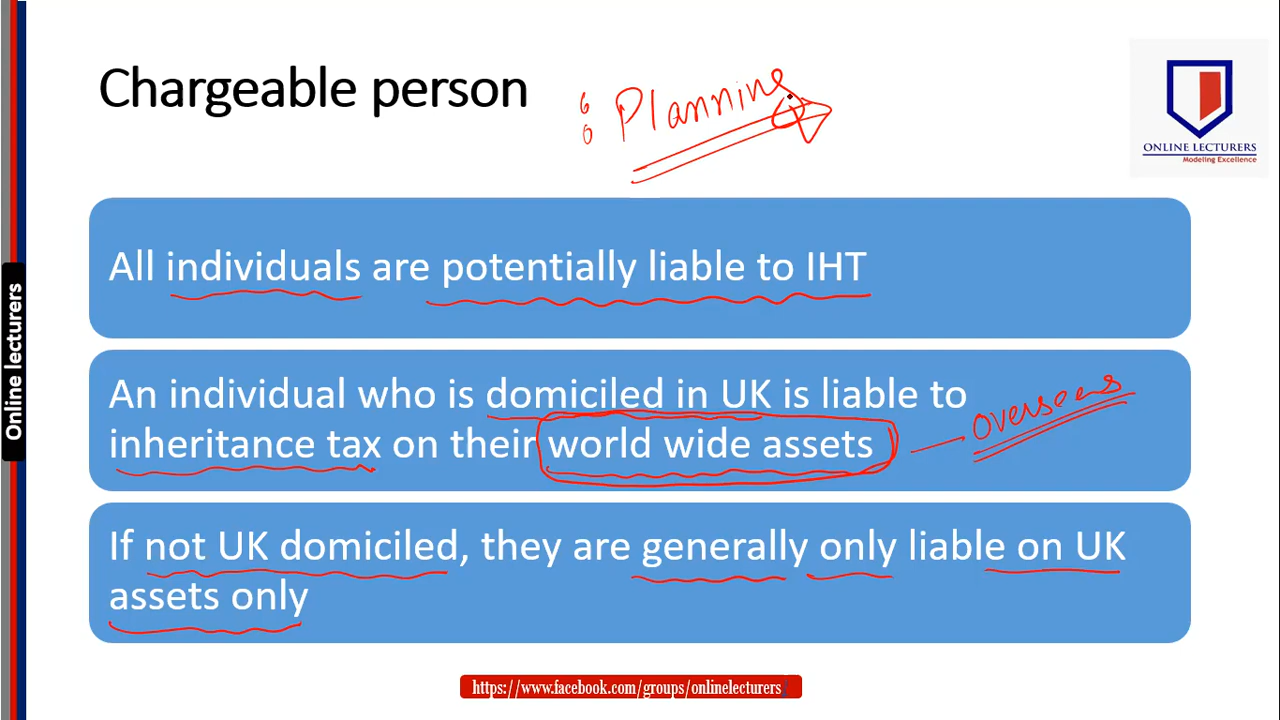 Chargeable person
: Planning
ONLINE LECTURERS
Modeling Excellence
All individuals are potentially liable to IHT
An individual who is domiciled in UK is liable to
inheritance tax on their world wide assets
overseas
If not UK domiciled, they are generally only liable on UK
assets only
Online lecturers
https://www.facebook.com/groups/onlinelecturers/